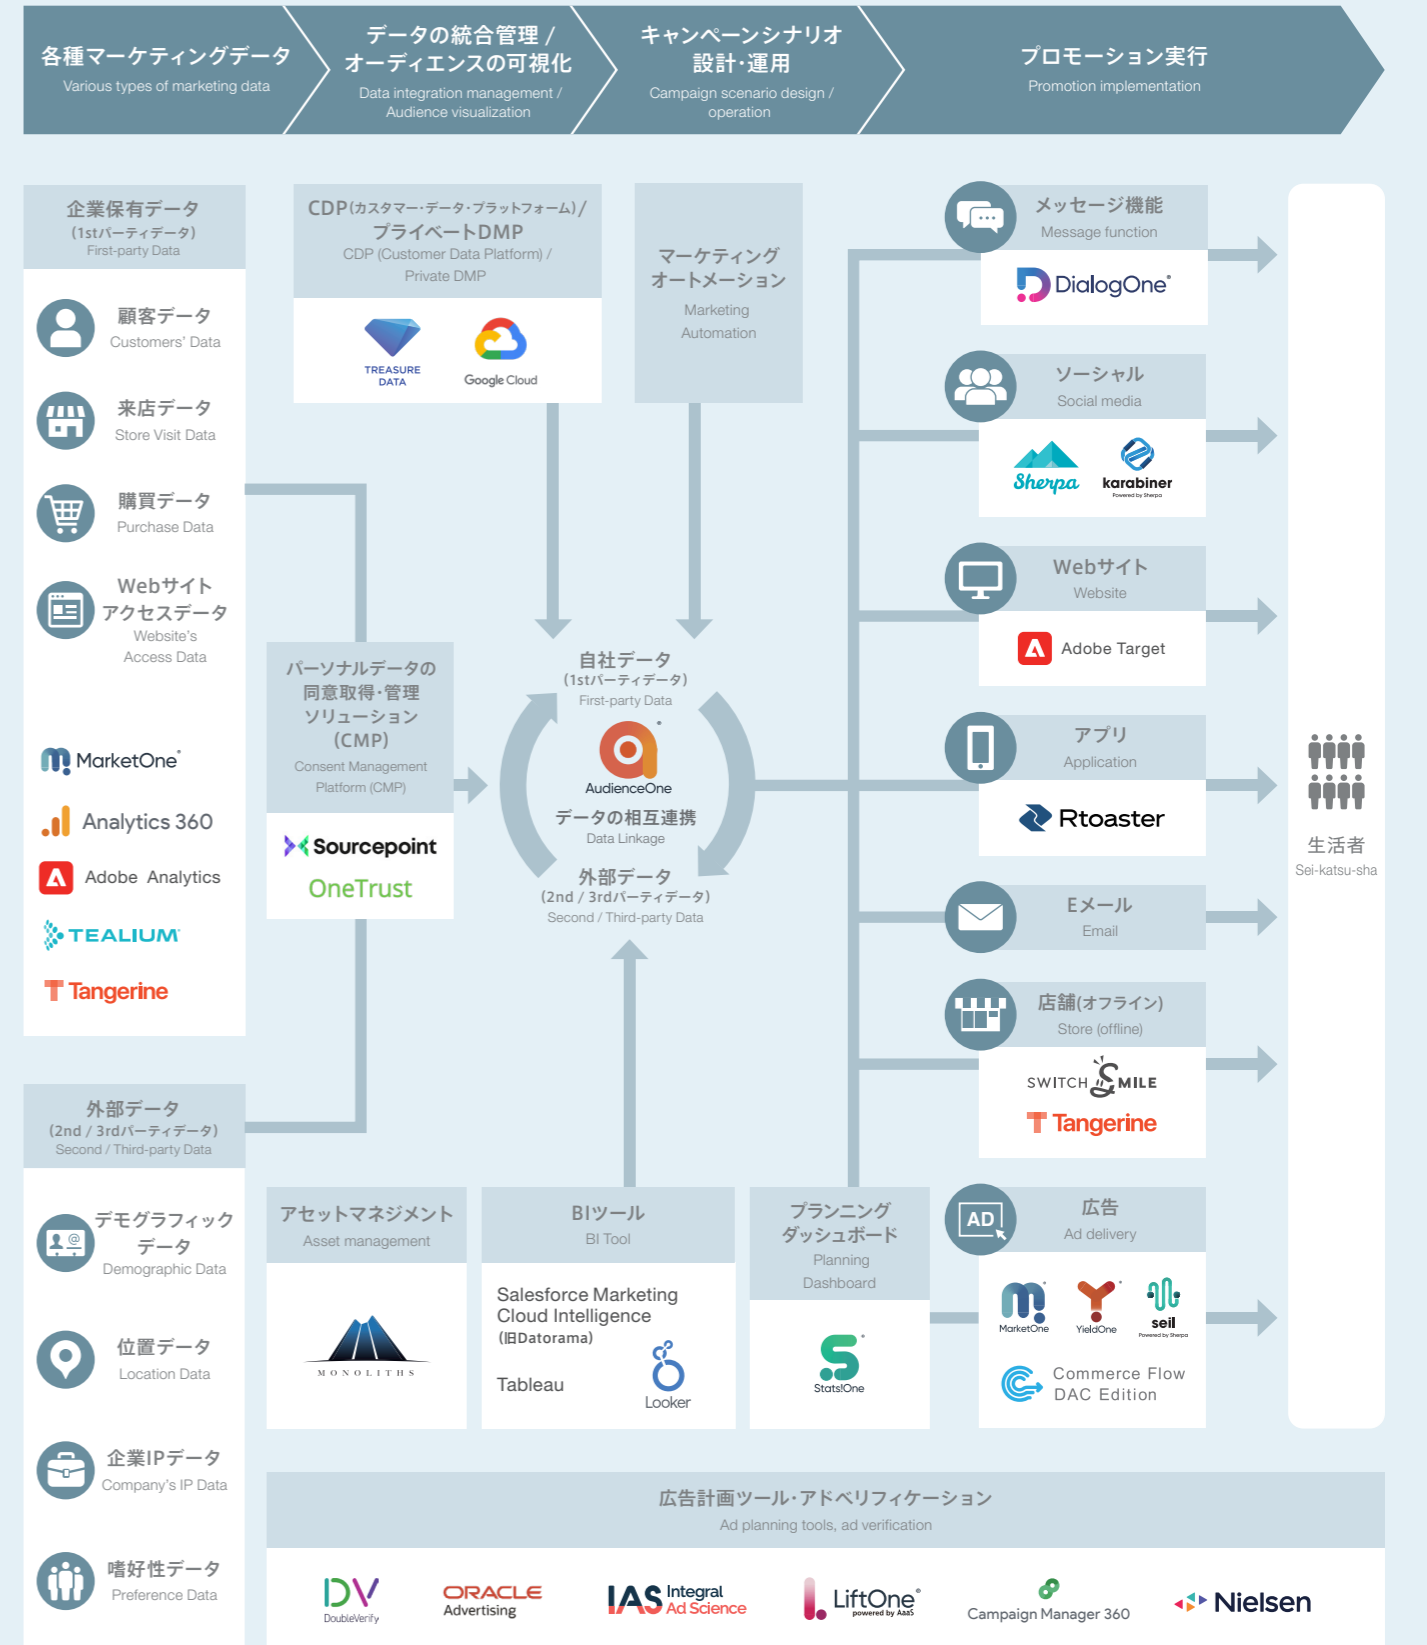 各種マーケティングデータ
Various types of marketing data
データの統合管理 /
オーディエンスの可視化
Data integration management /
Audience visualization
キャンペーンシナリオ
設計・運用
Campaign scenario design /
operation
プロモーション実行
Promotion implementation
企業保有データ
(1stパーティデータ)
First-party Data
顧客データ
Customers' Data
来店データ
Store Visit Data
購買データ
Purchase Data
Webサイト
アクセスデータ
Website's
Access Data
MarketOne®
Analytics 360
Adobe Analytics
TEALIUM
Tangerine
外部データ
(2nd / 3rdパーティデータ)
Second / Third-party Data
デモグラフィック
データ
Demographic Data
位置データ
Location Data
企業IPデータ
Company's IP Data
嗜好性データ
Preference Data
CDP(カスタマー・データ・プラットフォーム)/
プライベートDMP
CDP (Customer Data Platform) /
Private DMP
TREASURE
DATA
Google Cloud
マーケティング
オートメーション
Marketing
Automation
パーソナルデータの
同意取得・管理
ソリューション
(CMP)
Consent Management
Platform (CMP)
Sourcepoint
OneTrust
自社データ
(1stパーティデータ)
First-party Data
AudienceOne
データの相互連携
Data Linkage
外部データ
(2nd / 3rdパーティデータ)
Second / Third-party Data
アセットマネジメント
Asset management
MONOLITHS
BIツール
BI Tool
Salesforce Marketing
Cloud Intelligence
(旧Datorama)
Tableau
Looker
プランニング
ダッシュボード
Planning
Dashboard
Stats!One
メッセージ機能
Message function
DialogOne®
ソーシャル
Social media
Sherpa
karabiner
Powered by Sherpa
Webサイト
Website
Adobe Target
アプリ
Application
Rtoaster
Eメール
Email
店舗(オフライン)
Store (offline)
SWITCH SMILE
Tangerine
AD
広告
Ad delivery
MarketOne
YieldOne
seil
Powered by Sherpa
Commerce Flow
DAC Edition
生活者
Sei-katsu-sha
広告計画ツール・アドベリフィケーション
Ad planning tools, ad verification
DV
DoubleVerify
ORACLE
Advertising
IAS Integral
Ad Science
LiftOne®
powered by AaaS
Campaign Manager 360
Nielsen